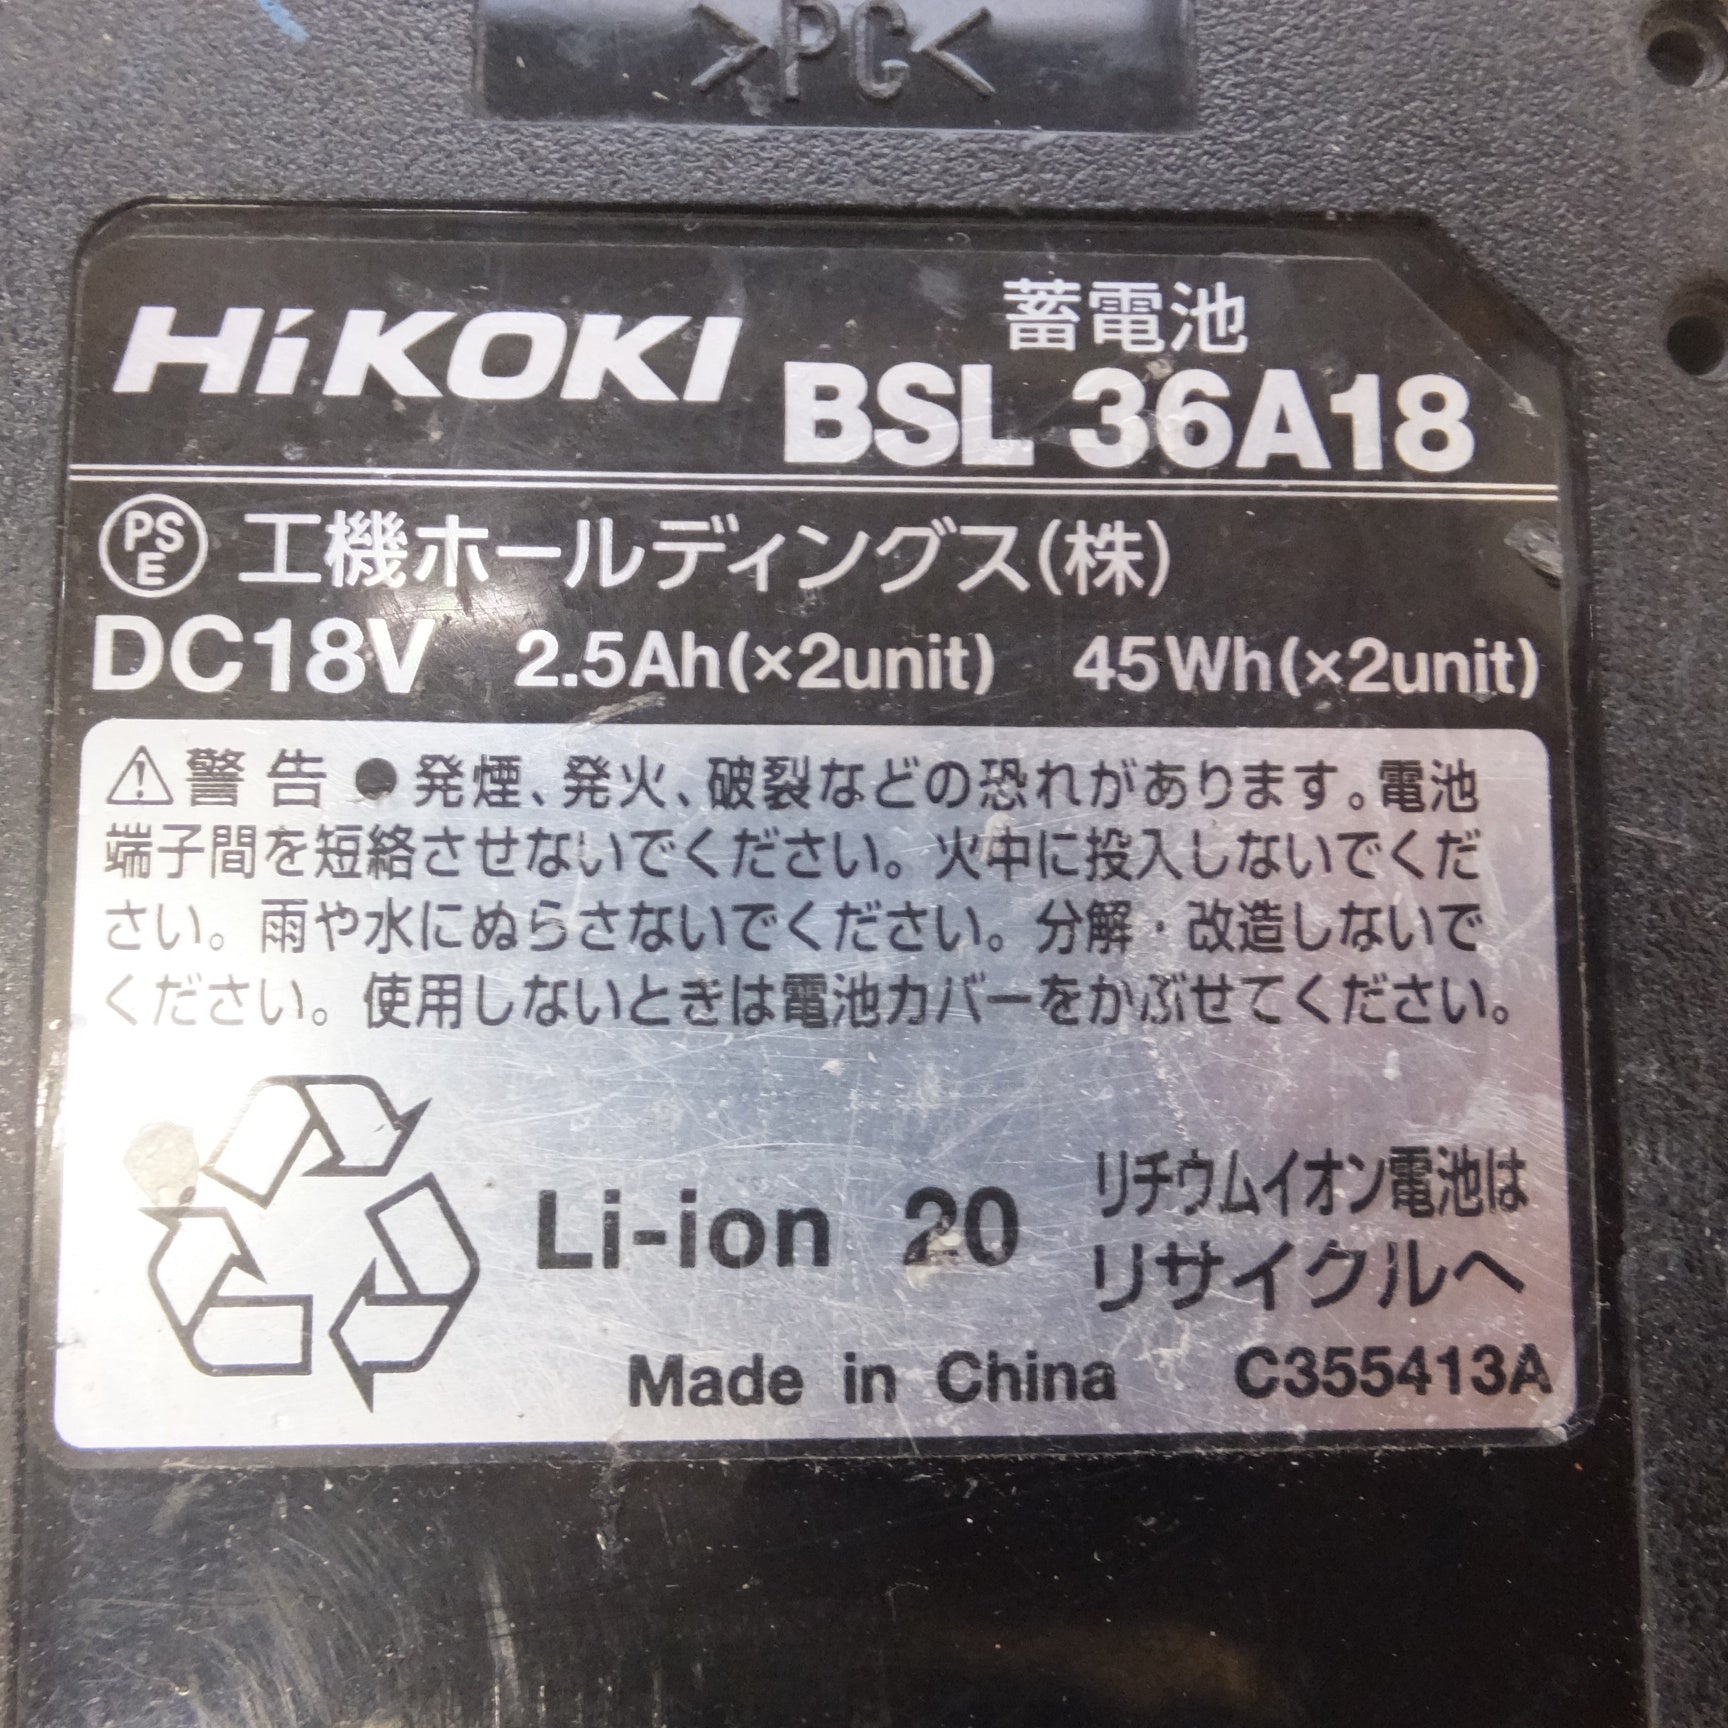 >PC<
HiKOKI
蓄電池
BSL 36A18
PSE 工機ホールディングス(株)
DC18V 2.5Ah(×2unit) 45Wh(×2unit)
⚠警告 ●発煙、発火、破裂などの恐れがあります。電池
端子間を短絡させないでください。火中に投入しないでくだ
さい。雨や水にぬらさないでください。分解・改造しないで
ください。使用しないときは電池カバーをかぶせてください。
Li-ion 20
リチウムイオン電池は
リサイクルへ
Made in China C355413A